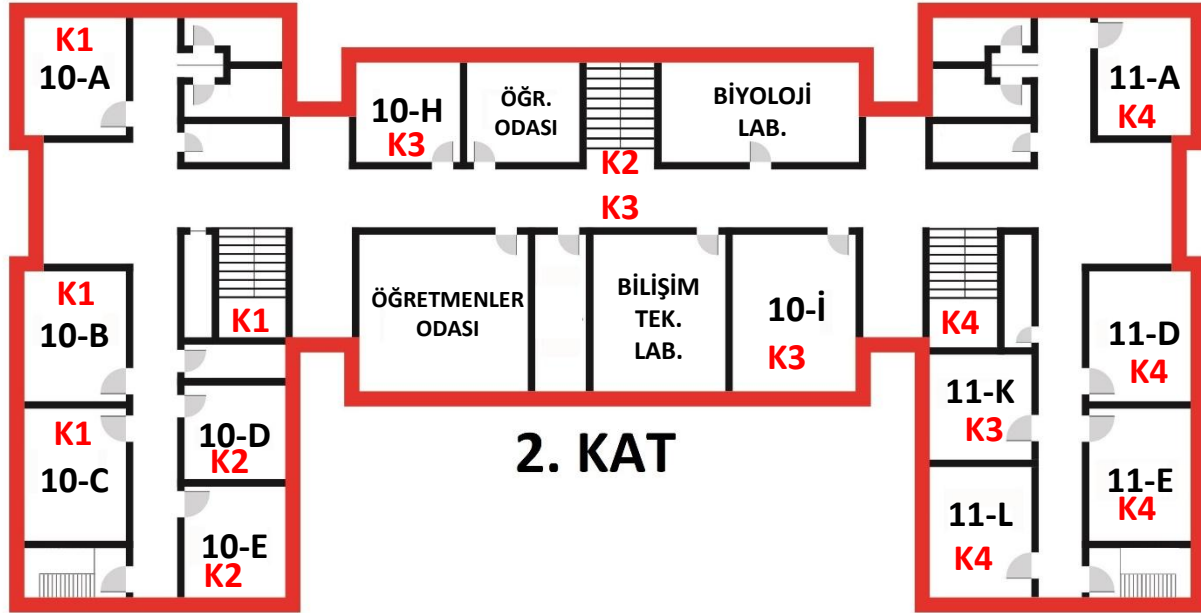 K1
10-A
10-H
K3
ÖĞR.
ODASI
K2
K3
BİYOLOJİ
LAB.
11-A
K4
K1
10-B
K1
ÖĞRETMENLER
ODASI
BİLİŞİM
TEK.
LAB.
10-İ
K3
K4
11-D
K4
K1
10-C
10-D
K2
2. KAT
11-K
K3
11-E
K4
10-E
K2
11-L
K4